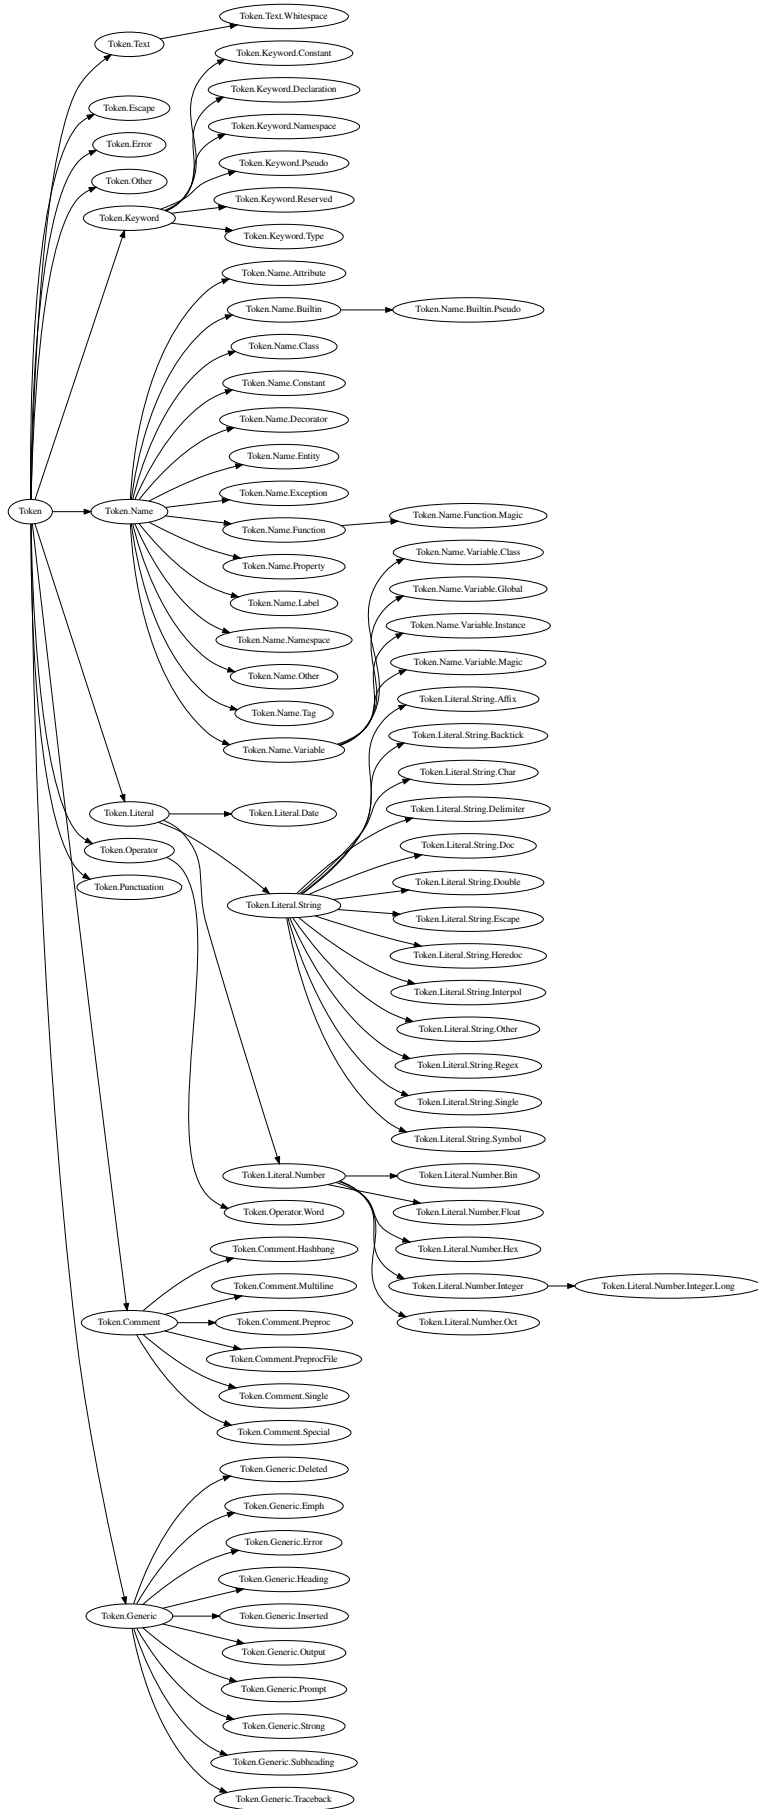 Token.Text.Whitespace
Token.Text
Token.Keyword.Constant
Token.Keyword.Declaration
Token.Escape
Token.Keyword.Namespace
Token.Error
Token.Keyword.Pseudo
Token.Other
Token.Keyword.Reserved
Token.Keyword
Token.Keyword.Type
Token.Name.Attribute
Token.Name.Builtin
Token.Name.Builtin.Pseudo
Token.Name.Class
Token.Name.Constant
Token.Name.Decorator
Token.Name.Entity
Token.Name.Exception
Token
Token.Name
Token.Name.Function
Token.Name.Function.Magic
Token.Name.Variable.Class
Token.Name.Property
Token.Name.Variable.Global
Token.Name.Label
Token.Name.Variable.Instance
Token.Name.Namespace
Token.Name.Variable.Magic
Token.Name.Other
Token.Literal.String.Affix
Token.Name.Tag
Token.Literal.String.Backtick
Token.Name.Variable
Token.Literal.String.Char
Token.Literal.String.Delimiter
Token.Literal
Token.Literal.Date
Token.Literal.String.Doc
Token.Operator
Token.Literal.String.Double
Token.Punctuation
Token.Literal.String
Token.Literal.String.Escape
Token.Literal.String.Heredoc
Token.Literal.String.Interpol
Token.Literal.String.Other
Token.Literal.String.Regex
Token.Literal.String.Single
Token.Literal.String.Symbol
Token.Literal.Number
Token.Literal.Number.Bin
Token.Operator.Word
Token.Literal.Number.Float
Token.Comment.Hashbang
Token.Literal.Number.Hex
Token.Comment.Multiline
Token.Literal.Number.Integer
Token.Literal.Number.Integer.Long
Token.Comment
Token.Comment.Preproc
Token.Literal.Number.Oct
Token.Comment.PreprocFile
Token.Comment.Single
Token.Comment.Special
Token.Generic.Deleted
Token.Generic.Emph
Token.Generic.Error
Token.Generic.Heading
Token.Generic
Token.Generic.Inserted
Token.Generic.Output
Token.Generic.Prompt
Token.Generic.Strong
Token.Generic.Subheading
Token.Generic.Traceback